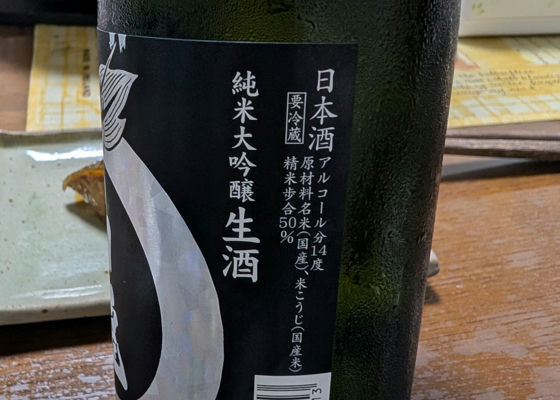 日本酒
要冷蔵
アルコール分14度
原材料名米(国産)、米こうじ(国産米)
精米歩合50%
純米大吟醸 生酒